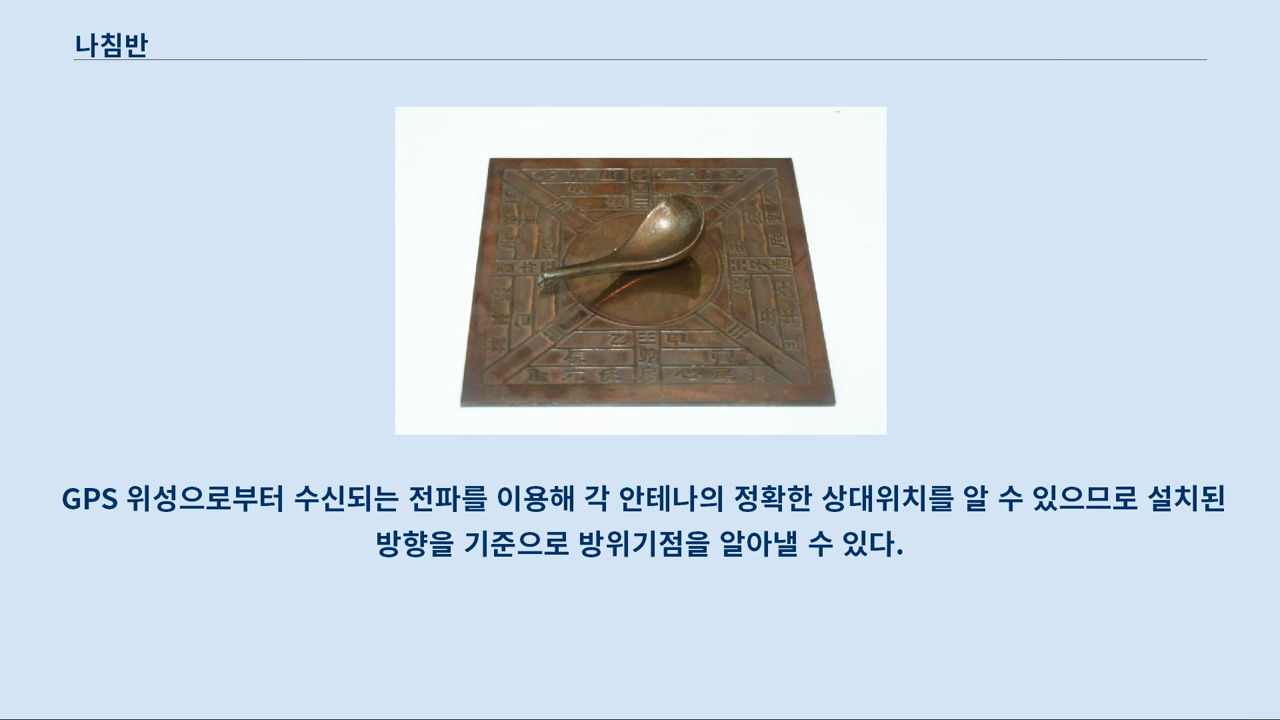 나침반
GPS 위성으로부터 수신되는 전파를 이용해 각 안테나의 정확한 상대위치를 알 수 있으므로 설치된
방향을 기준으로 방위기점을 알아낼 수 있다.